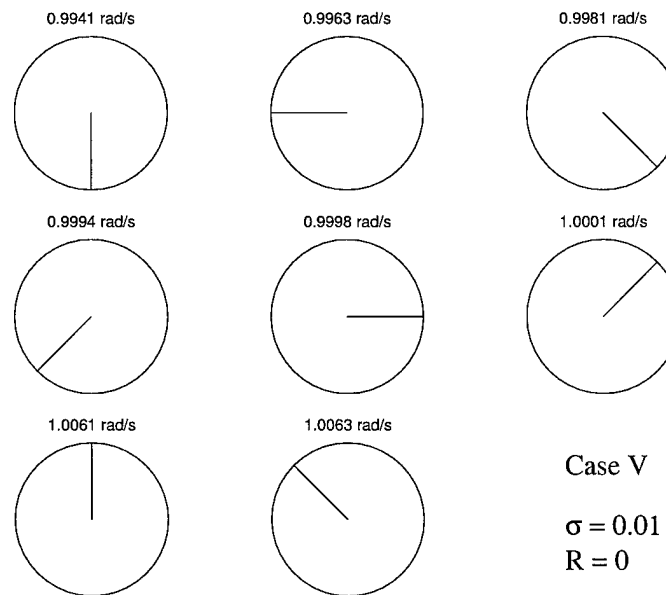 0.9941 rad/s
0.9963 rad/s
0.9981 rad/s
0.9994 rad/s
0.9998 rad/s
1.0001 rad/s
1.0061 rad/s
1.0063 rad/s
Case V
σ = 0.01
R = 0